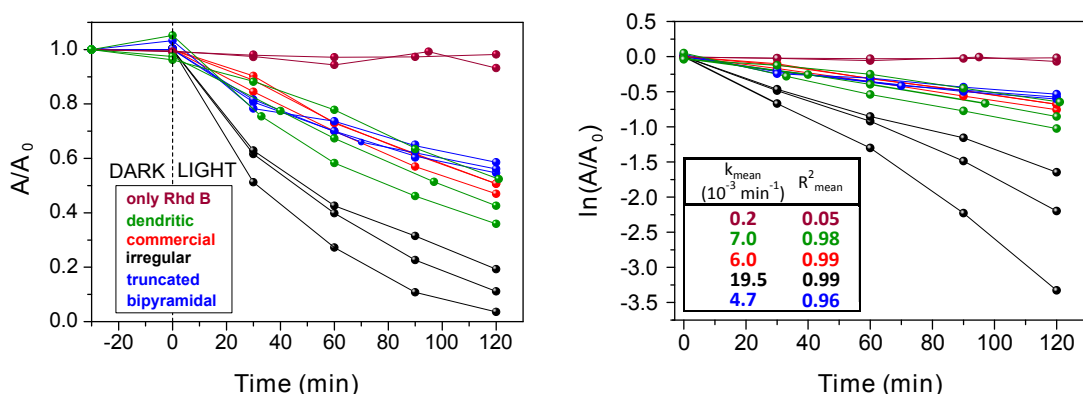 1.0
0.8
0.6
0.4
0.2
0.0
A/A0
DARK LIGHT
only Rhd B
dendritic
commercial
irregular
truncated
bipyramidal
-20 0 20 40 60 80 100 120
Time (min)
0.0
-0.5
-1.0
-1.5
-2.0
-2.5
-3.0
-3.5
ln(A/A0)
kmean R²mean
(10⁻³ min⁻¹)
0.2 0.05
7.0 0.98
6.0 0.99
19.5 0.99
4.7 0.96
0 20 40 60 80 100 120
Time (min)